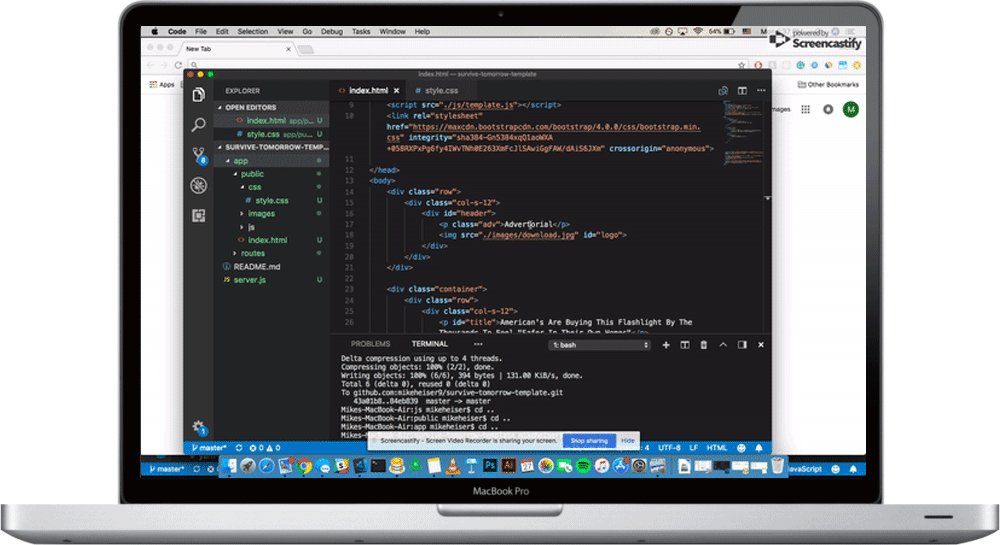 Code File Edit Selection View Go Debug Tasks Window Help 54%
powered by
Screencastify
New Tab
Apps
Other Bookmarks
index.html — survive-tomorrow-template
EXPLORER
index.html
style.css
OPEN EDITORS
index.html app/p... U
style.css app/pu... U
SURVIVE-TOMORROW-TEMP...
app
public
css
style.css U
images
js
index.html U
routes
README.md
server.js U
8
1
M
9 <script src="./js/template.js"></script>
10 <link rel="stylesheet"
href="https://maxcdn.bootstrapcdn.com/bootstrap/4.0.0/css/bootstrap.min.
css" integrity="sha384-Gn5384xqQ1aoWXA
+058RXPxPg6fy4IWvTNh0E263XmFcJlSAwiGgFAW/dAiS6JXm" crossorigin="anonymous">
11
12 </head>
13 <body>
14 <div class="row">
15 <div class="col-s-12">
16 <div id="header">
17 <p class="adv">Advertorial</p>
18 <img src="./images/download.jpg" id="logo">
19 </div>
20 </div>
21 </div>
22
23 <div class="container">
24 <div class="row">
25 <div class="col-s-12">
26 <p id="title">American's Are Buying This Flashlight By The
Thousands To Feel "Safer In Their Own Home"</p>
PROBLEMS TERMINAL ... 1: bash
Delta compression using up to 4 threads.
Compressing objects: 100% (2/2), done.
Writing objects: 100% (6/6), 394 bytes | 131.00 KiB/s, done.
Total 6 (delta 0), reused 0 (delta 0)
To github.com:mikeheiser9/survive-tomorrow-template.git
43a01b8..84eb839 master -> master
Mikes-MacBook-Air:js mikeheiser$ cd ..
Mikes-MacBook-Air:public mikeheiser$ cd ..
Mikes-MacBook-Air:app mikeheiser$ cd ..
Screencastify - Screen Video Recorder is sharing your screen. Stop sharing Hide
master* 0 0 UTF-8 LF HTML
master* JavaScript
MacBook Pro